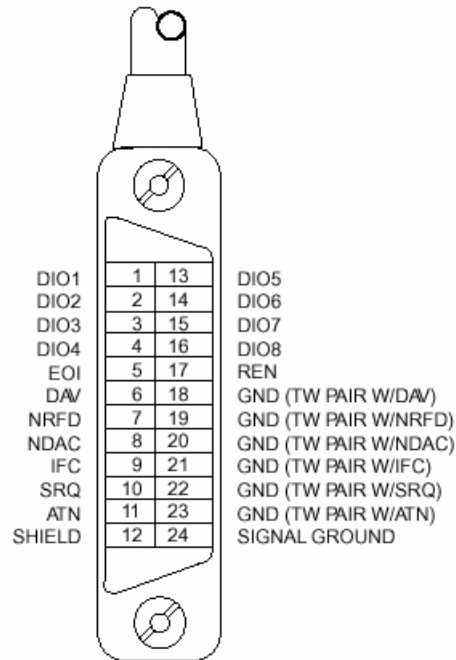 DIO1 1 13 DIO5
DIO2 2 14 DIO6
DIO3 3 15 DIO7
DIO4 4 16 DIO8
EOI 5 17 REN
DAV 6 18 GND (TW PAIR W/DAV)
NRFD 7 19 GND (TW PAIR W/NRFD)
NDAC 8 20 GND (TW PAIR W/NDAC)
IFC 9 21 GND (TW PAIR W/IFC)
SRQ 10 22 GND (TW PAIR W/SRQ)
ATN 11 23 GND (TW PAIR W/ATN)
SHIELD 12 24 SIGNAL GROUND